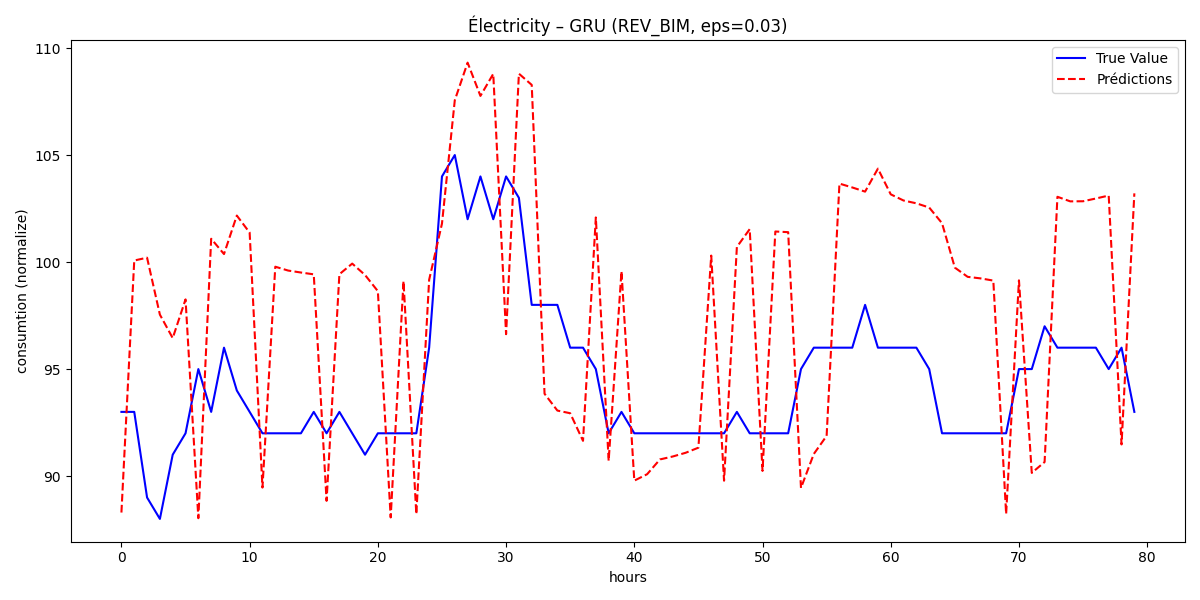 Électricity – GRU (REV_BIM, eps=0.03)
True Value
Prédictions
consumtion (normalize)
110
105
100
95
90
0 10 20 30 40 50 60 70 80
hours